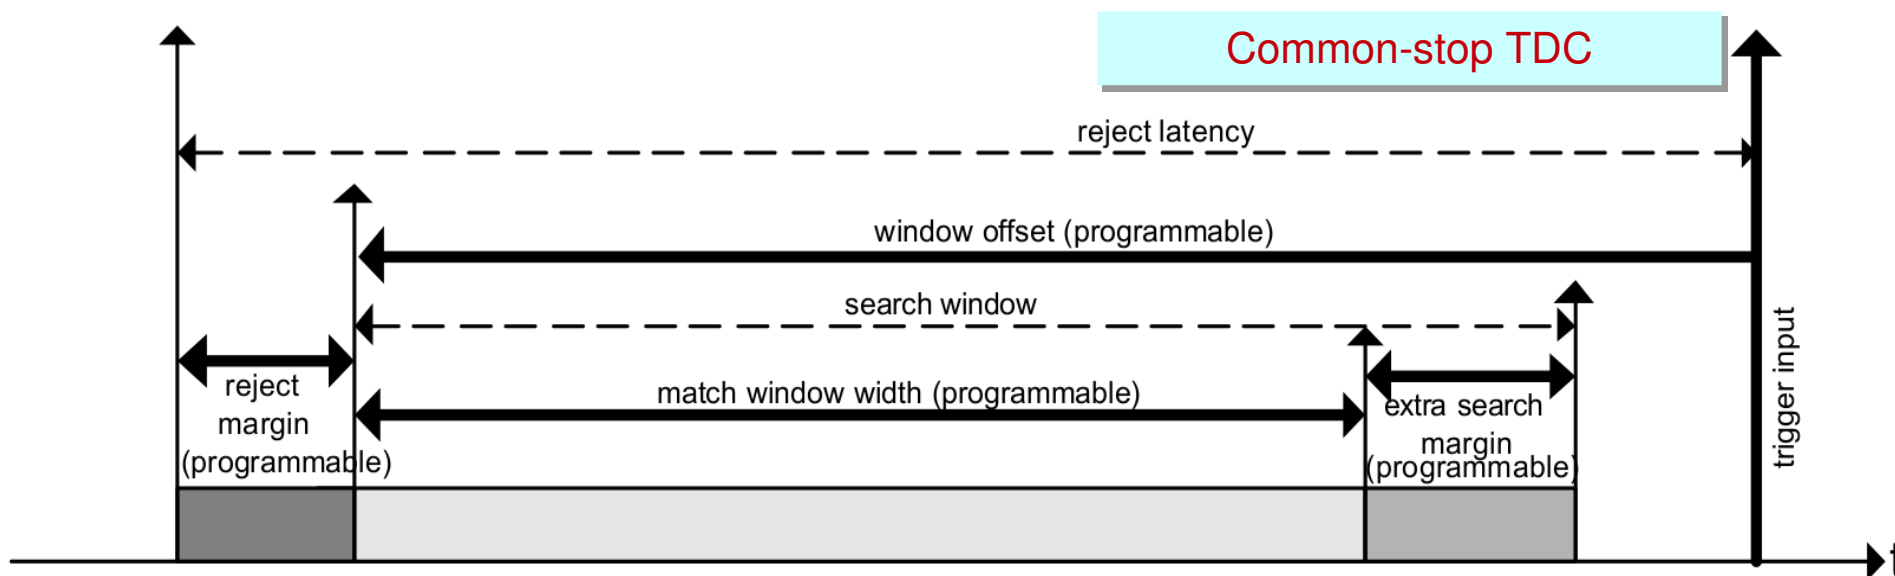 Common-stop TDC
reject latency
window offset (programmable)
search window
reject
margin
(programmable)
match window width (programmable)
extra search
margin
(programmable)
trigger input
t